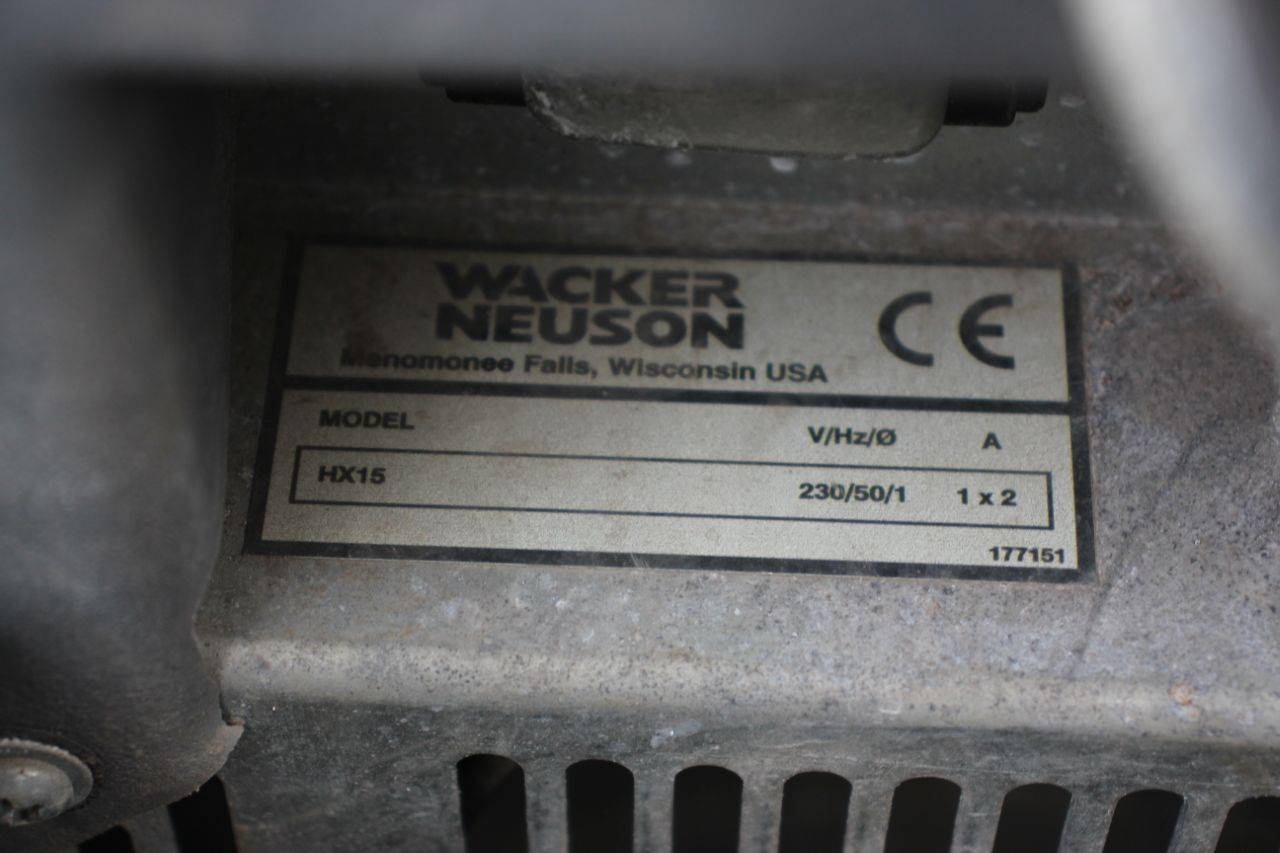 WACKER
NEUSON
Menomonee Falls, Wisconsin USA
CE
MODEL V/Hz/Ø A
HX15 230/50/1 1 x 2
177151